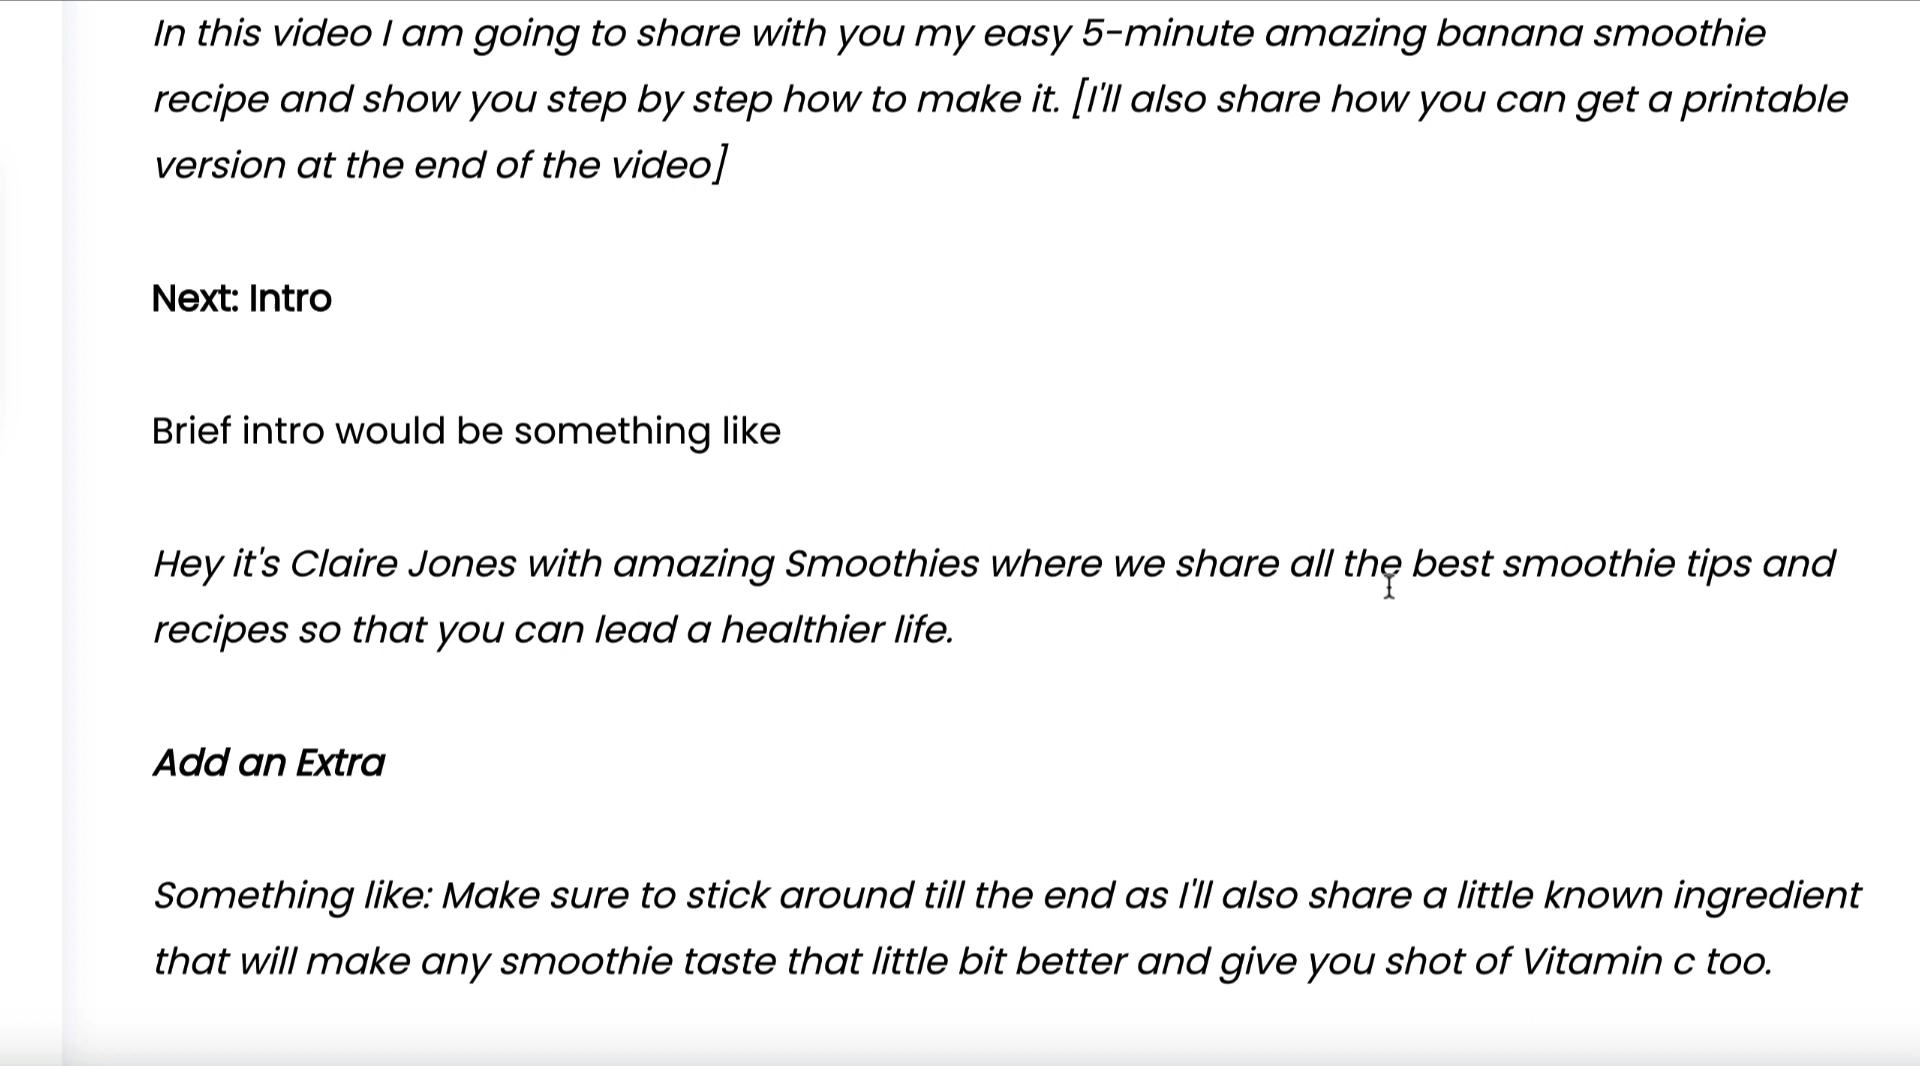 In this video I am going to share with you my easy 5-minute amazing banana smoothie
recipe and show you step by step how to make it. [I'll also share how you can get a printable
version at the end of the video]
Next: Intro
Brief intro would be something like
Hey it's Claire Jones with amazing Smoothies where we share all the best smoothie tips and
recipes so that you can lead a healthier life.
Add an Extra
Something like: Make sure to stick around till the end as I'll also share a little known ingredient
that will make any smoothie taste that little bit better and give you shot of Vitamin c too.